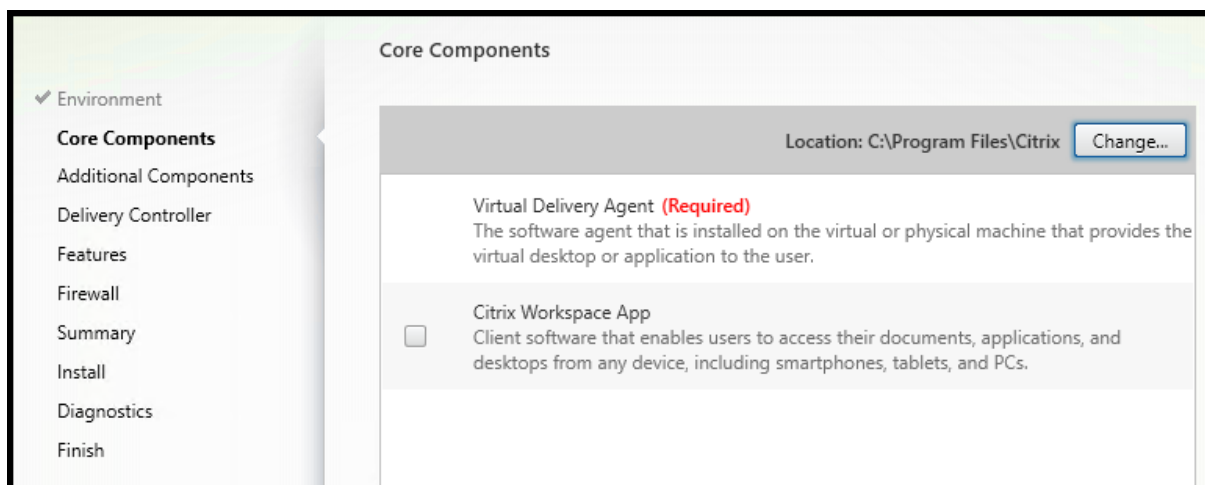 Core Components
Environment
Core Components
Additional Components
Delivery Controller
Features
Firewall
Summary
Install
Diagnostics
Finish
Location: C:\Program Files\Citrix
Change...
Virtual Delivery Agent (Required)
The software agent that is installed on the virtual or physical machine that provides the
virtual desktop or application to the user.
Citrix Workspace App
Client software that enables users to access their documents, applications, and
desktops from any device, including smartphones, tablets, and PCs.